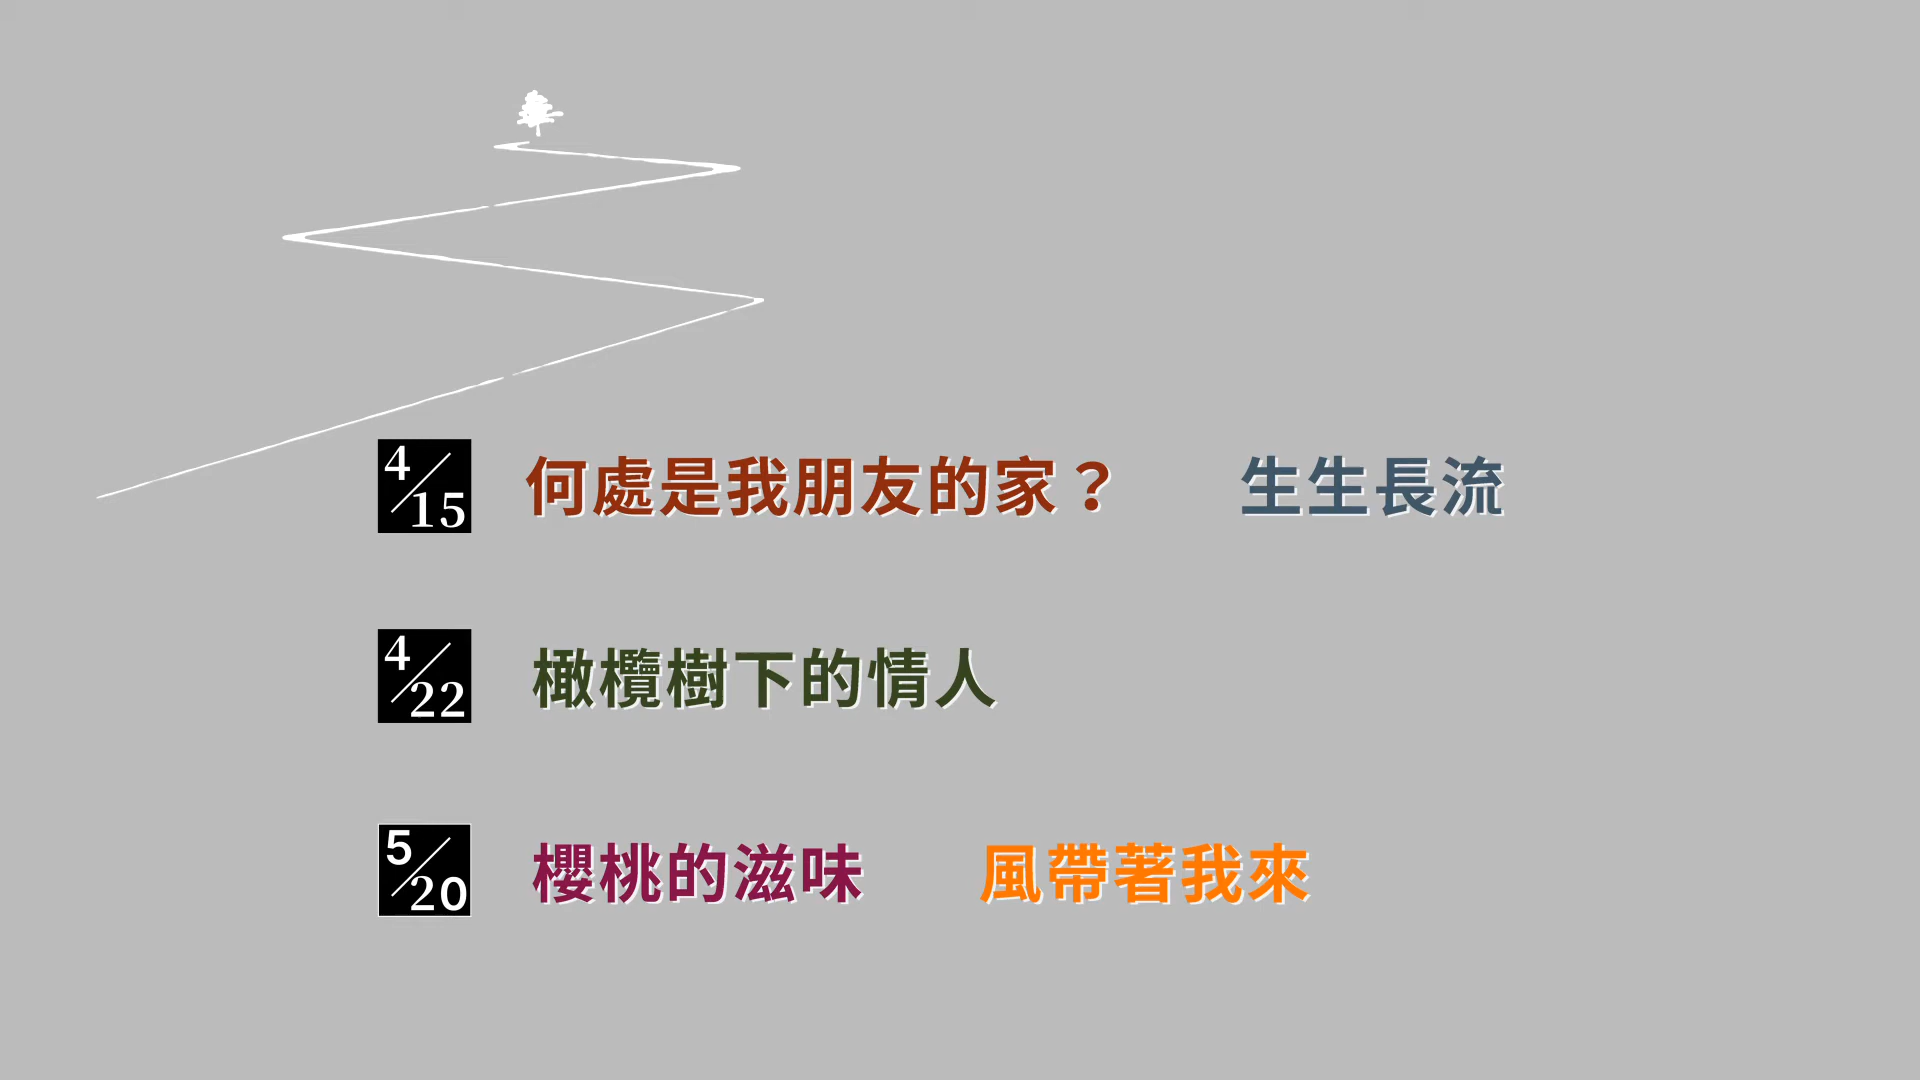 4/15 何處是我朋友的家？ 生生長流
4/22 橄欖樹下的情人
5/20 櫻桃的滋味 風帶著我來